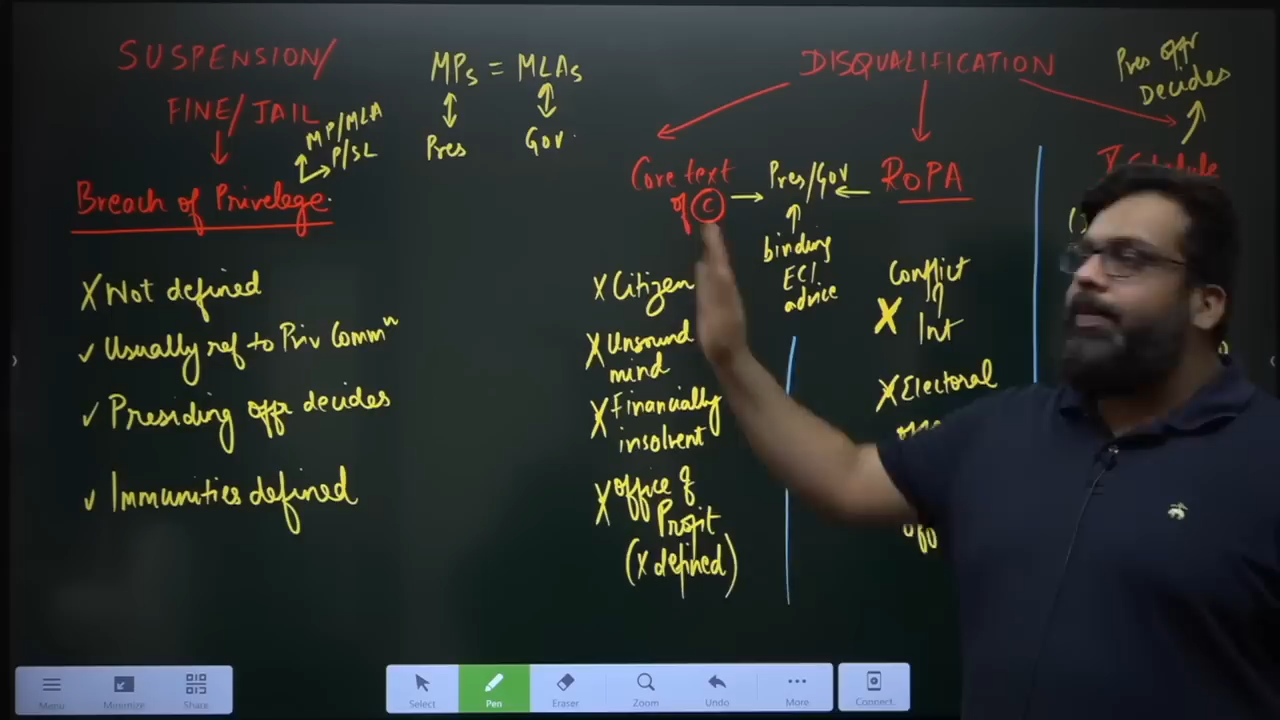 SUSPENSION/
FINE/JAIL
MP/MLA
P/SL
Breach of Privelege
X Not defined
✓ Usually ref to Priv Commⁿ
✓ Presiding offr decides
✓ Immunities defined
MPs = MLAs
Pres
Gov.
DISQUALIFICATION
Pres offr
Decides
Core text
of C
X Citizen
X Unsound
mind
X Financially
insolvent
X Office of
Profit
(X defined)
Pres/Gov
binding
ECI
advice
RoPA
Conflict
of
X Int
X Electoral
Menu
Minimize
Share
Select
Pen
Eraser
Zoom
Undo
More
Connect